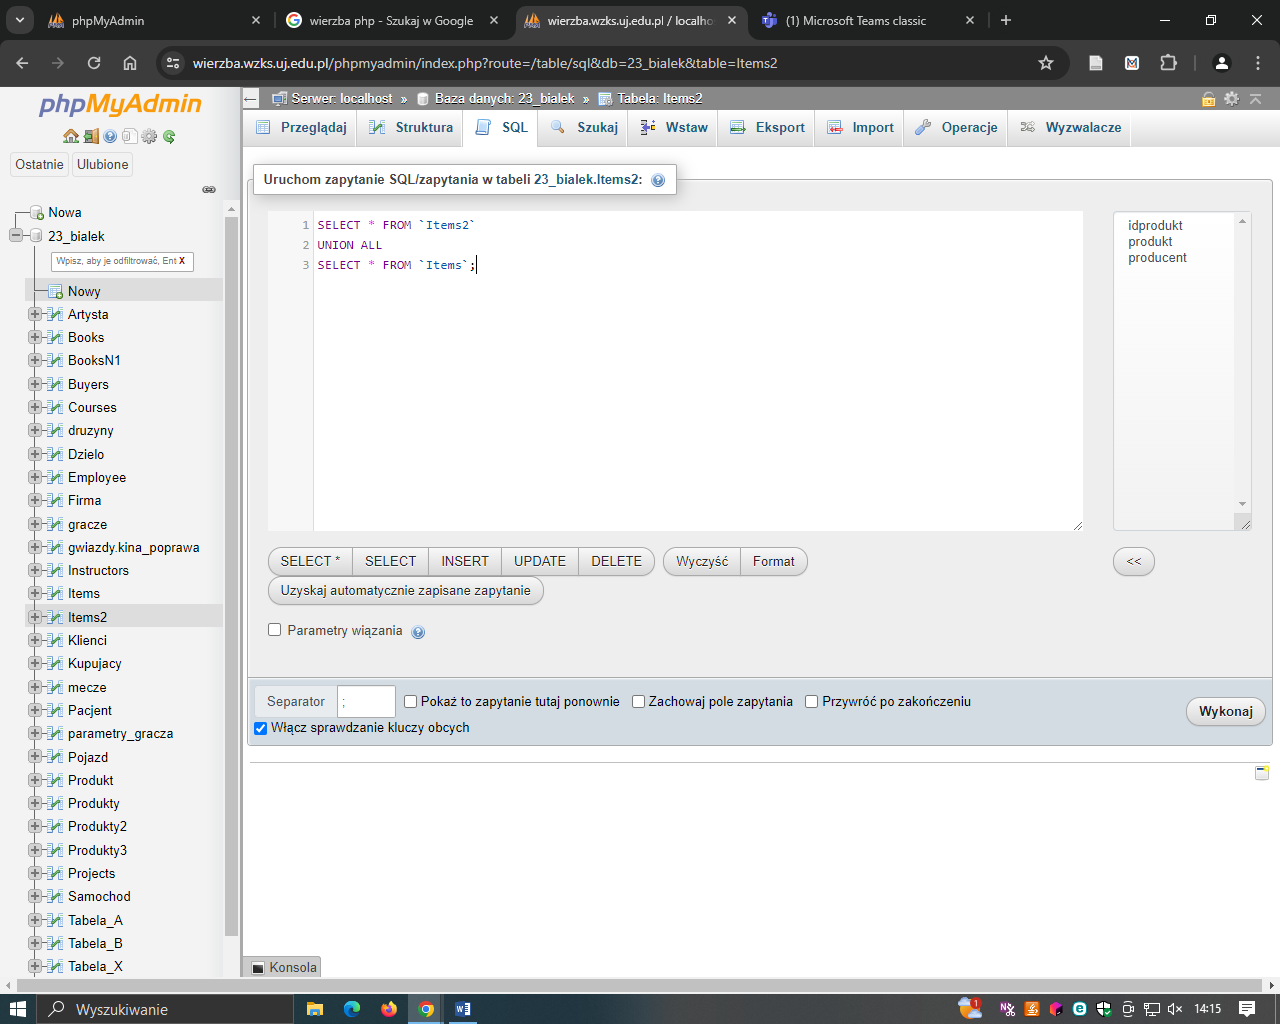 phpMyAdmin
wierzba php - Szukaj w Google
wierzba.wzks.uj.edu.pl / localho
(1) Microsoft Teams classic
wierzba.wzks.uj.edu.pl/phpmyadmin/index.php?route=/table/sql&db=23_bialek&table=Items2
phpMyAdmin
Ostatnie
Ulubione
Nowa
23_bialek
Wpisz, aby je odfiltrować, Ent X
Nowy
Artysta
Books
BooksN1
Buyers
Courses
druzyny
Dzielo
Employee
Firma
gracze
gwiazdy.kina_poprawa
Instructors
Items
Items2
Klienci
Kupujacy
mecze
Pacjent
parametry_gracza
Pojazd
Produkt
Produkty
Produkty2
Produkty3
Projects
Samochod
Tabela_A
Tabela_B
Tabela_X
Serwer: localhost » Baza danych: 23_bialek » Tabela: Items2
Przeglądaj
Struktura
SQL
Szukaj
Wstaw
Eksport
Import
Operacje
Wyzwalacze
Uruchom zapytanie SQL/zapytania w tabeli 23_bialek.Items2:
1 SELECT * FROM `Items2`
2 UNION ALL
3 SELECT * FROM `Items`;
idprodukt
produkt
producent
SELECT *
SELECT
INSERT
UPDATE
DELETE
Wyczyść
Format
<<
Uzyskaj automatycznie zapisane zapytanie
Parametry wiązania
Separator ;
Pokaż to zapytanie tutaj ponownie
Zachowaj pole zapytania
Przywróć po zakończeniu
Włącz sprawdzanie kluczy obcych
Wykonaj
Konsola
Wyszukiwanie
1
14:15